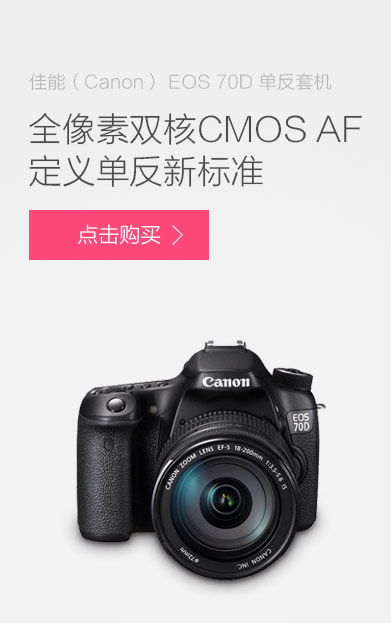 佳能（Canon） EOS 70D 单反套机
全像素双核CMOS AF
定义单反新标准
点击购买
Canon
EOS
70D
CANON ZOOM LENS EF-S 18-200mm 1:3.5-5.6 IS
CANON INC.
ø72mm